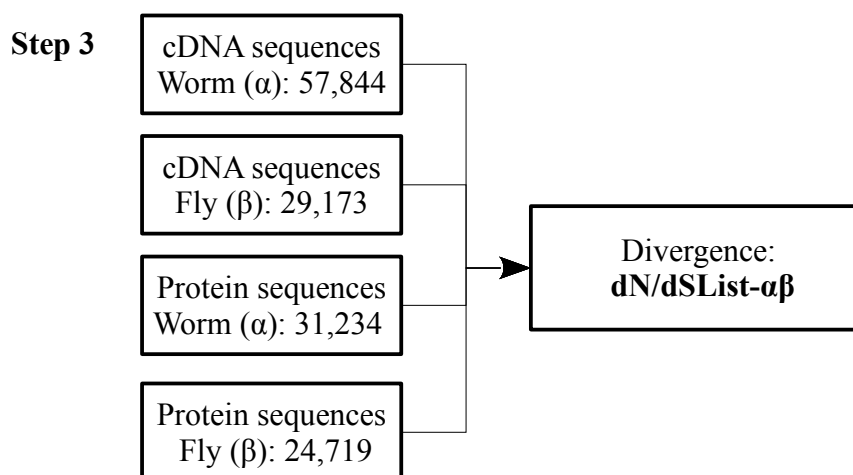 Step 3
cDNA sequences
Worm (α): 57,844
cDNA sequences
Fly (β): 29,173
Protein sequences
Worm (α): 31,234
Protein sequences
Fly (β): 24,719
Divergence:
dN/dSList-αβ